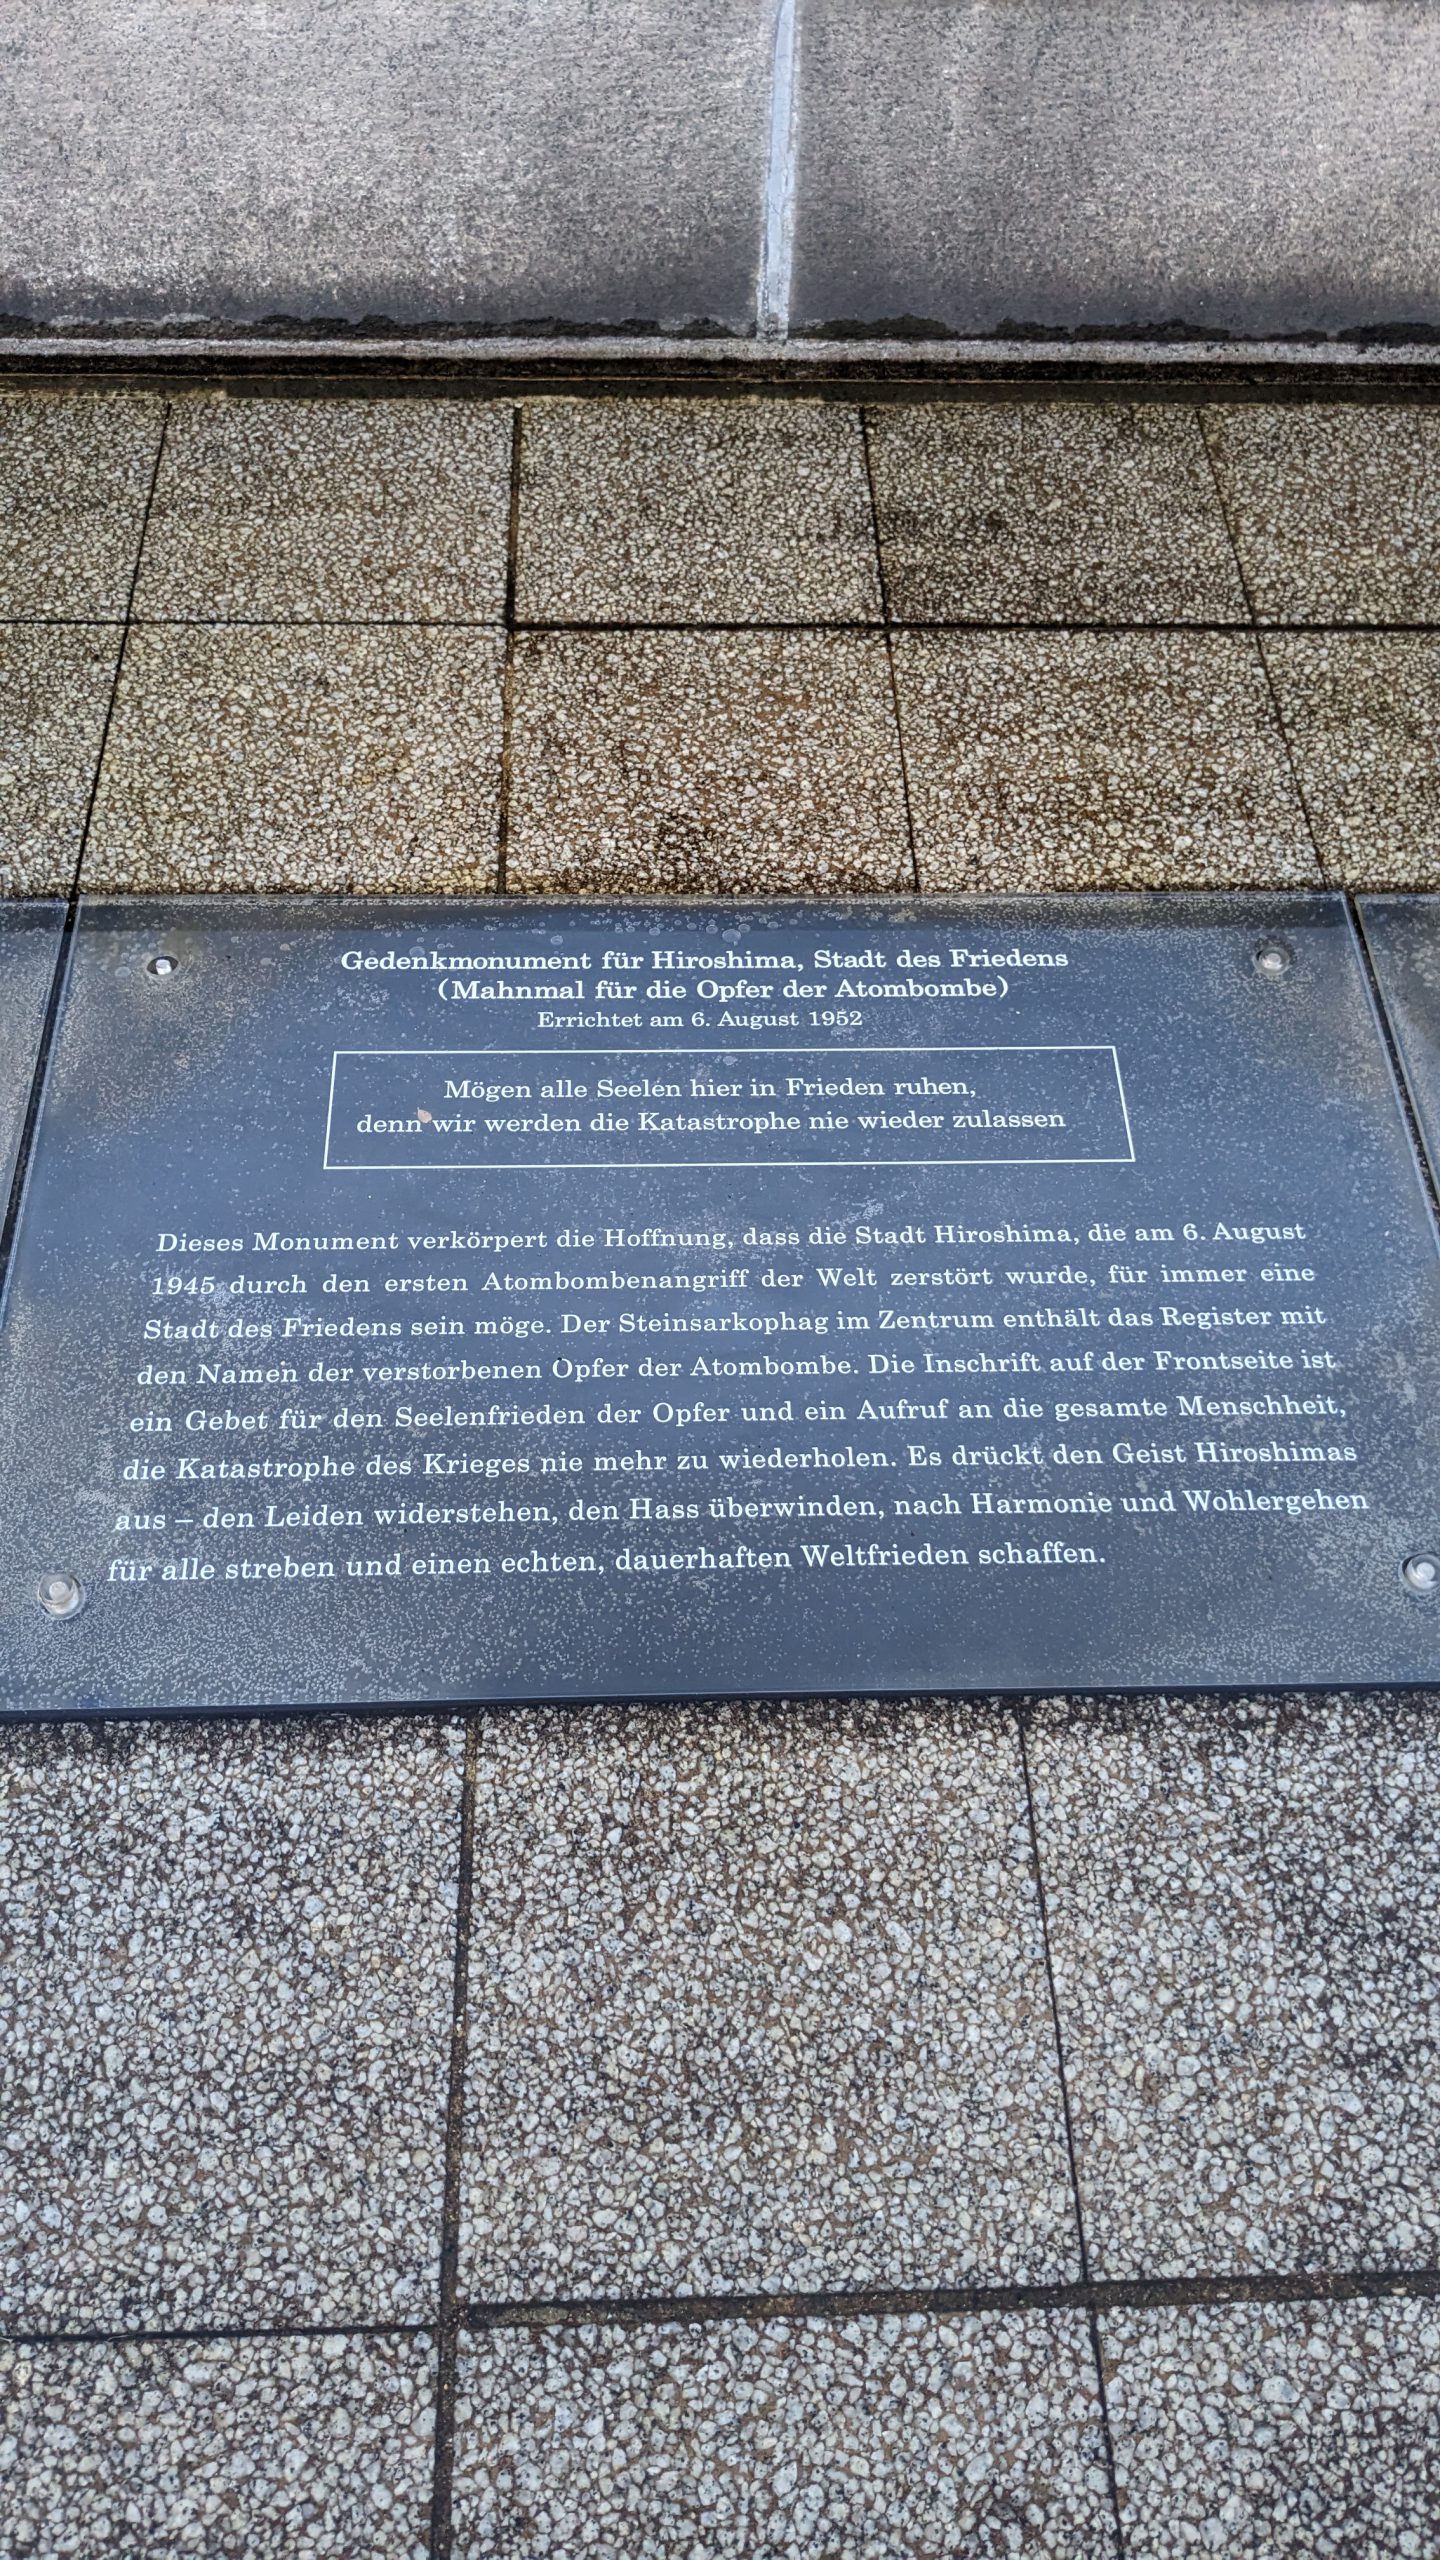 Gedenkmonument für Hiroshima, Stadt des Friedens
(Mahnmal für die Opfer der Atombombe)
Errichtet am 6. August 1952
Mögen alle Seelen hier in Frieden ruhen,
denn wir werden die Katastrophe nie wieder zulassen
Dieses Monument verkörpert die Hoffnung, dass die Stadt Hiroshima, die am 6. August
1945 durch den ersten Atombombenangriff der Welt zerstört wurde, für immer eine
Stadt des Friedens sein möge. Der Steinsarkophag im Zentrum enthält das Register mit
den Namen der verstorbenen Opfer der Atombombe. Die Inschrift auf der Frontseite ist
ein Gebet für den Seelenfrieden der Opfer und ein Aufruf an die gesamte Menschheit,
die Katastrophe des Krieges nie mehr zu wiederholen. Es drückt den Geist Hiroshimas
aus – den Leiden widerstehen, den Hass überwinden, nach Harmonie und Wohlergehen
für alle streben und einen echten, dauerhaften Weltfrieden schaffen.